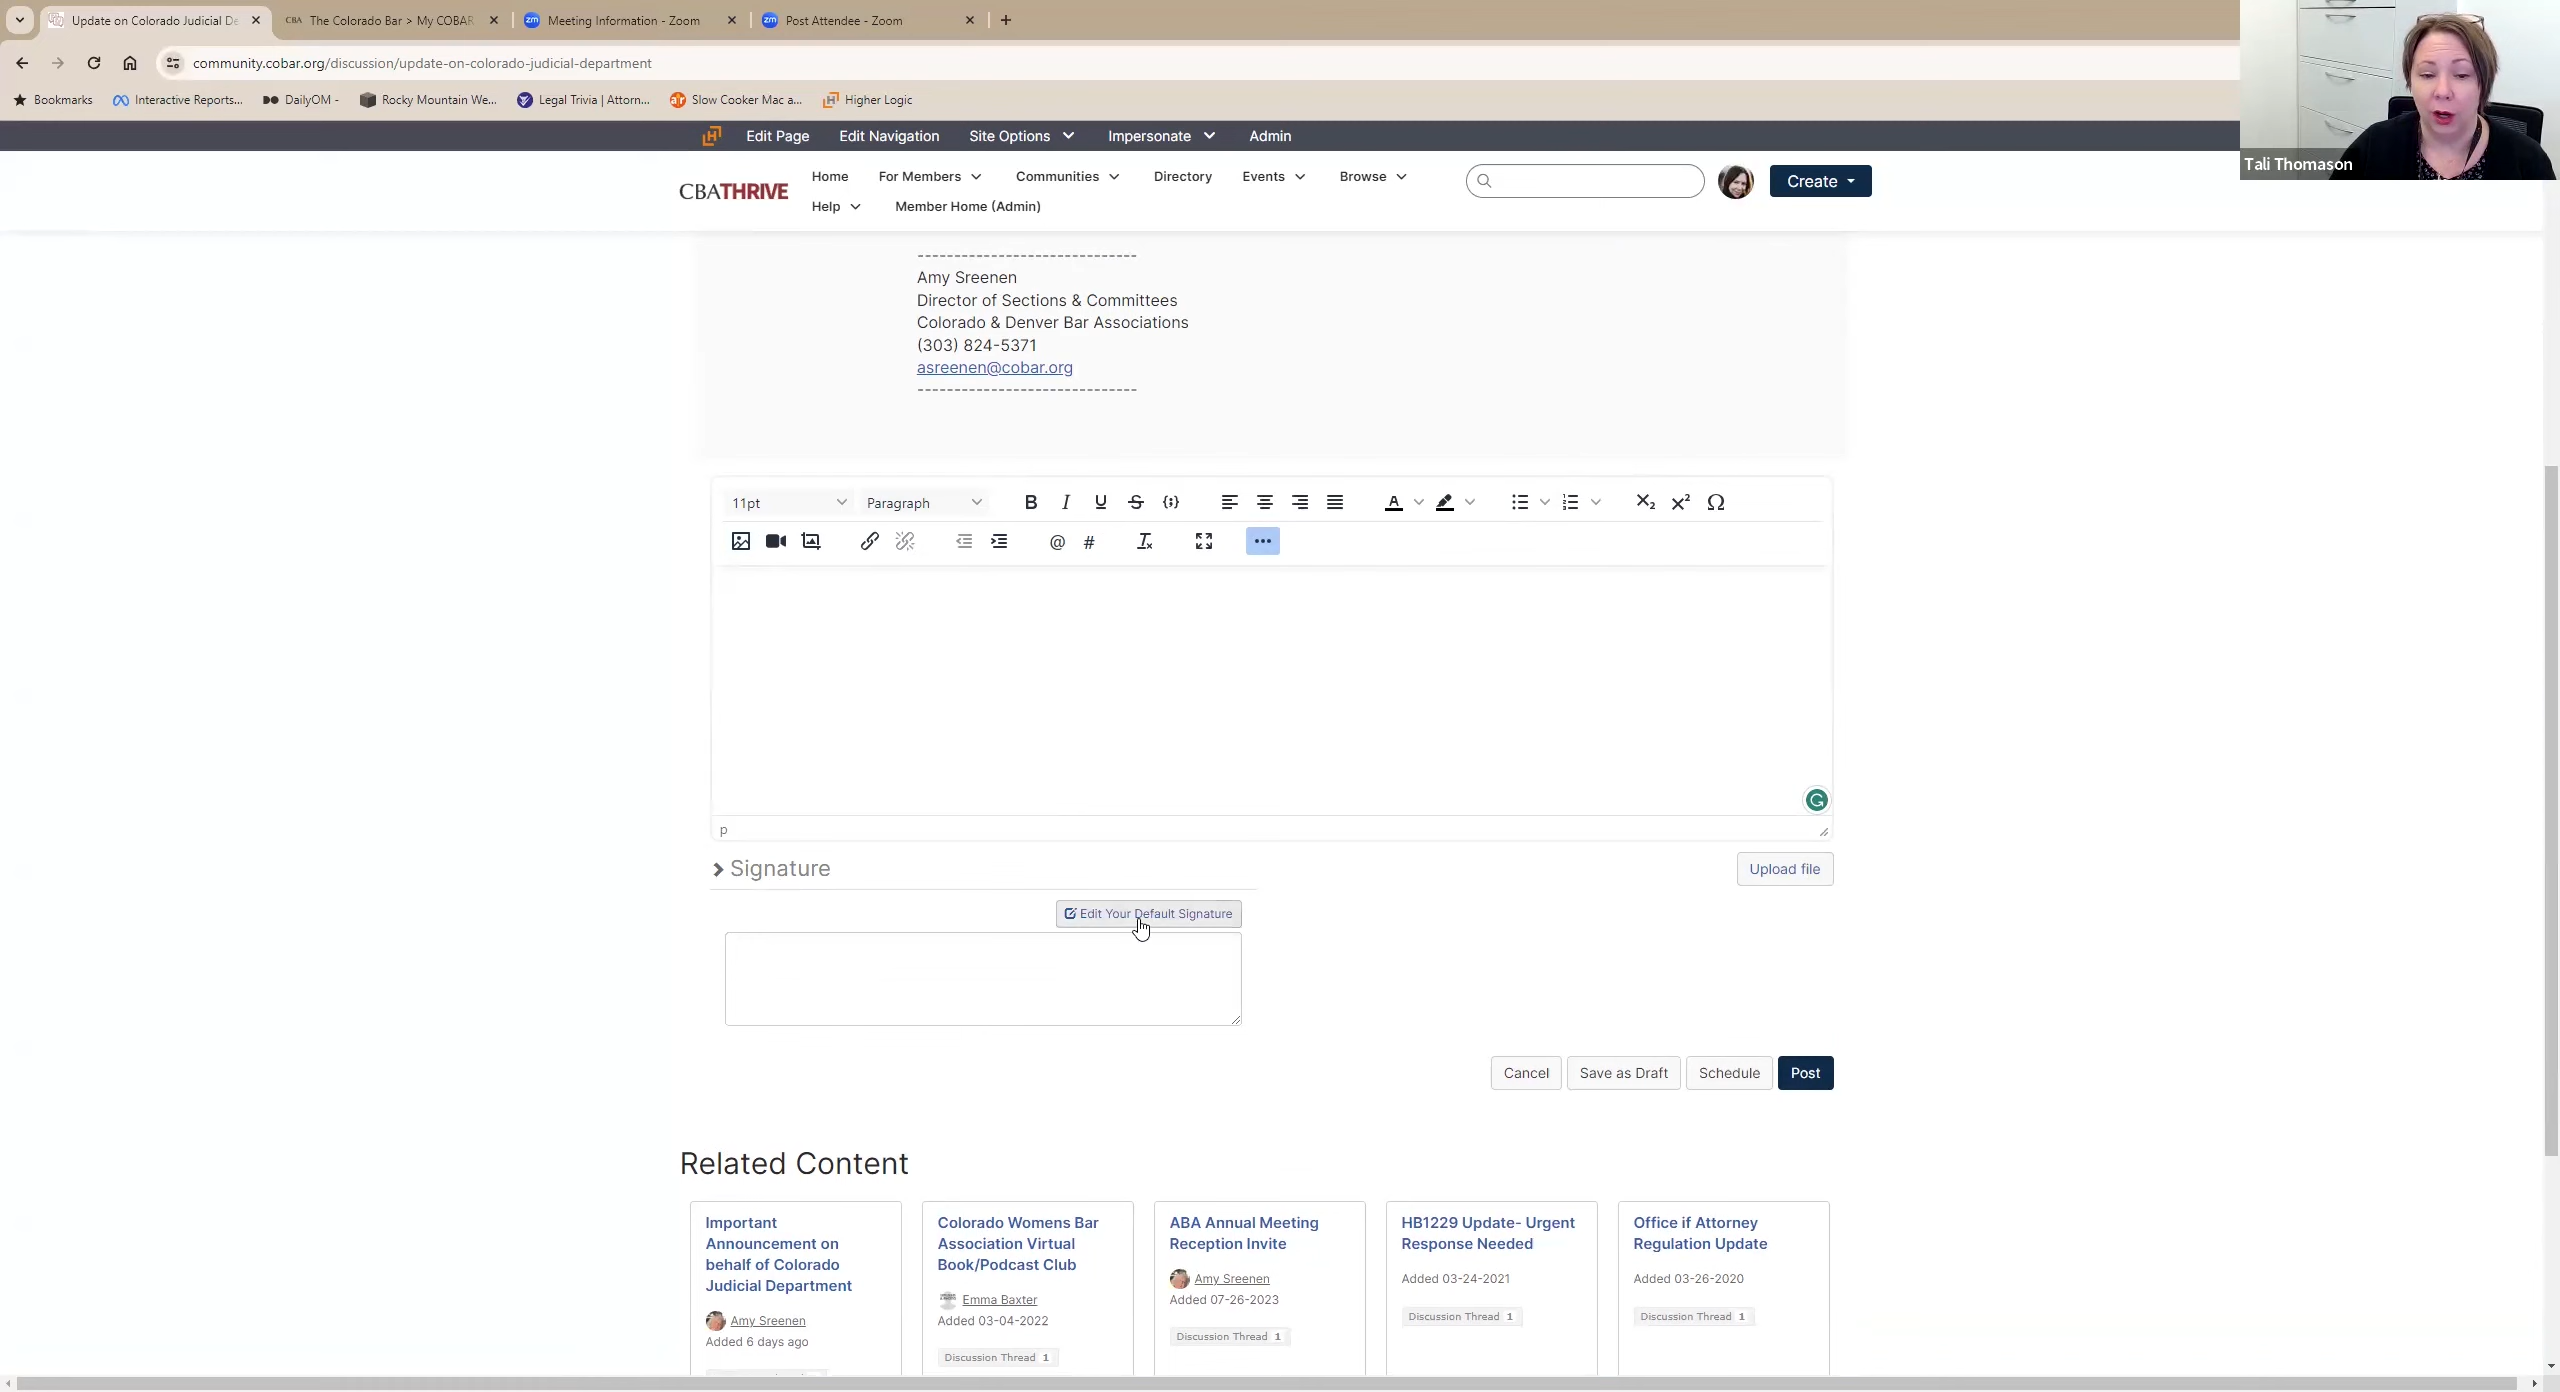 Update on Colorado Judicial De
The Colorado Bar > My COBAR
Meeting Information - Zoom
Post Attendee - Zoom
community.cobar.org/discussion/update-on-colorado-judicial-department
Bookmarks
Interactive Reports...
DailyOM -
Rocky Mountain We...
Legal Trivia | Attorn...
Slow Cooker Mac a...
Higher Logic
Edit Page
Edit Navigation
Site Options
Impersonate
Admin
Tali Thomason
CBATHRIVE
Home
For Members
Communities
Directory
Events
Browse
Create
Help
Member Home (Admin)
------------------------------
Amy Sreenen
Director of Sections & Committees
Colorado & Denver Bar Associations
(303) 824-5371
asreenen@cobar.org
------------------------------
11pt
Paragraph
p
Signature
Upload file
Edit Your Default Signature
Cancel
Save as Draft
Schedule
Post
Related Content
Important
Announcement on
behalf of Colorado
Judicial Department
Amy Sreenen
Added 6 days ago
Colorado Womens Bar
Association Virtual
Book/Podcast Club
Emma Baxter
Added 03-04-2022
Discussion Thread 1
ABA Annual Meeting
Reception Invite
Amy Sreenen
Added 07-26-2023
Discussion Thread 1
HB1229 Update- Urgent
Response Needed
Added 03-24-2021
Discussion Thread 1
Office if Attorney
Regulation Update
Added 03-26-2020
Discussion Thread 1